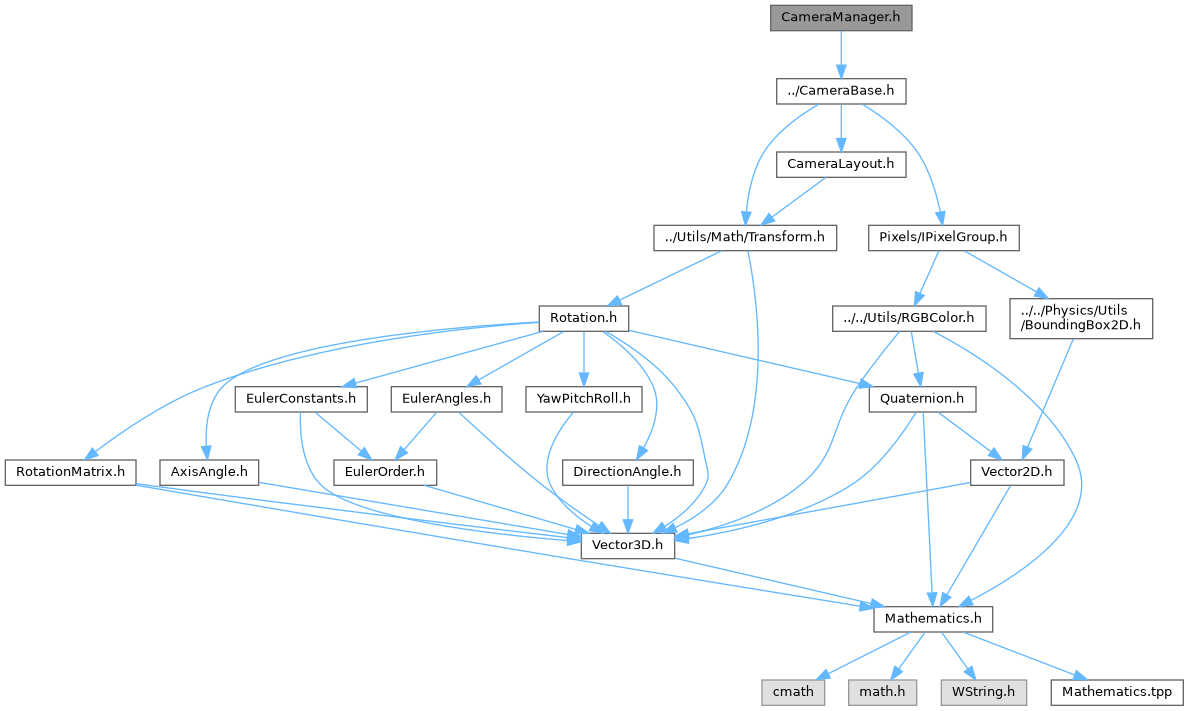 CameraManager.h
../CameraBase.h
CameraLayout.h
../Utils/Math/Transform.h
Pixels/IPixelGroup.h
Rotation.h
../../Utils/RGBColor.h
../../Physics/Utils
/BoundingBox2D.h
EulerConstants.h
EulerAngles.h
YawPitchRoll.h
Quaternion.h
RotationMatrix.h
AxisAngle.h
EulerOrder.h
DirectionAngle.h
Vector2D.h
Vector3D.h
Mathematics.h
cmath
math.h
WString.h
Mathematics.tpp